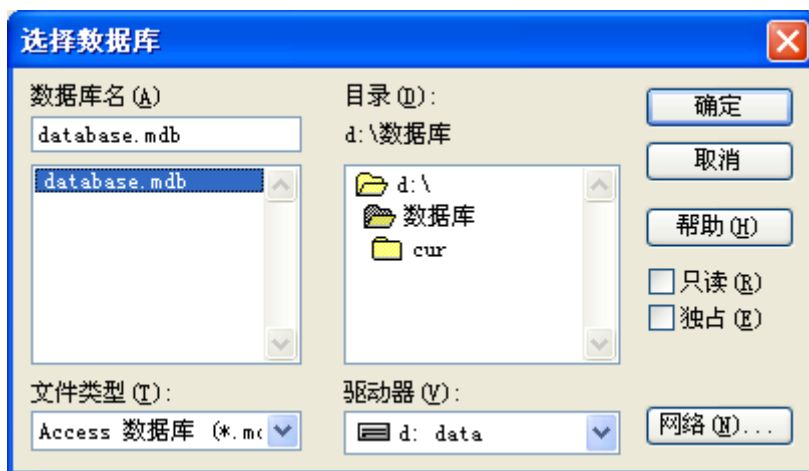 选择数据库
数据库名(A)
database.mdb
database.mdb
目录(D):
d:\数据库
d:\
数据库
cur
确定
取消
帮助(H)
只读(R)
独占(E)
文件类型(T):
Access 数据库 (*.m
驱动器(V):
d: data
网络(N)...